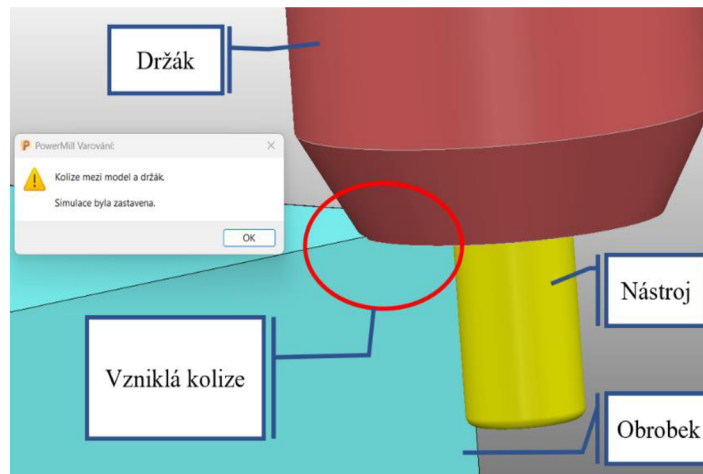 Držák
PowerMill Varování:
Kolize mezi model a držák.
Simulace byla zastavena.
OK
Nástroj
Vzniklá kolize
Obrobek